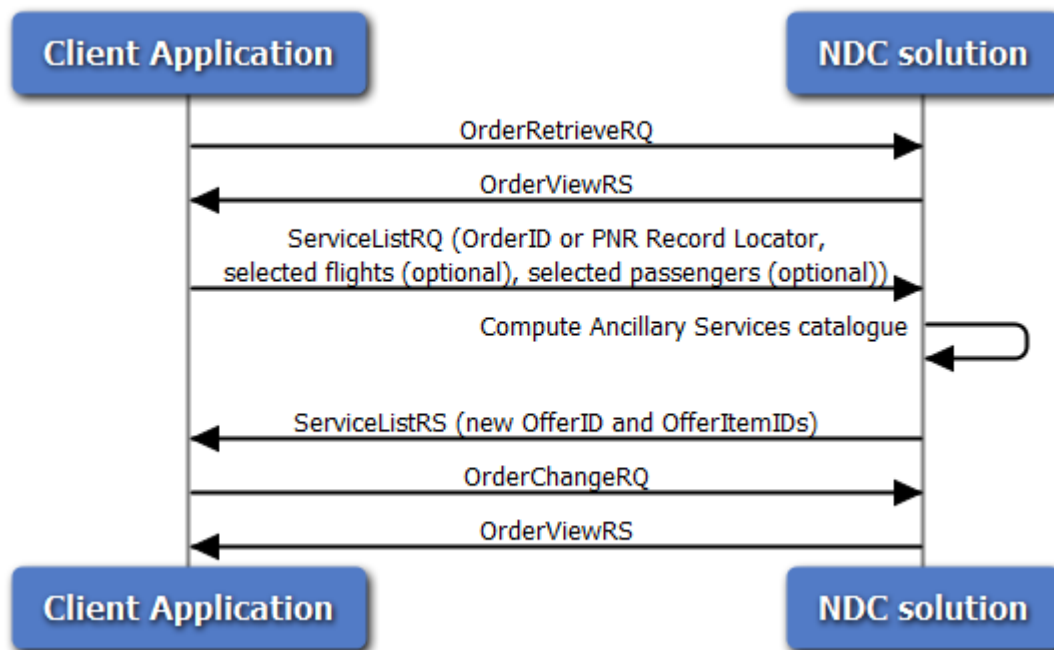 Client Application
NDC solution
OrderRetrieveRQ
OrderViewRS
ServiceListRQ (OrderID or PNR Record Locator,
selected flights (optional), selected passengers (optional))
Compute Ancillary Services catalogue
ServiceListRS (new OfferID and OfferItemIDs)
OrderChangeRQ
OrderViewRS
Client Application
NDC solution